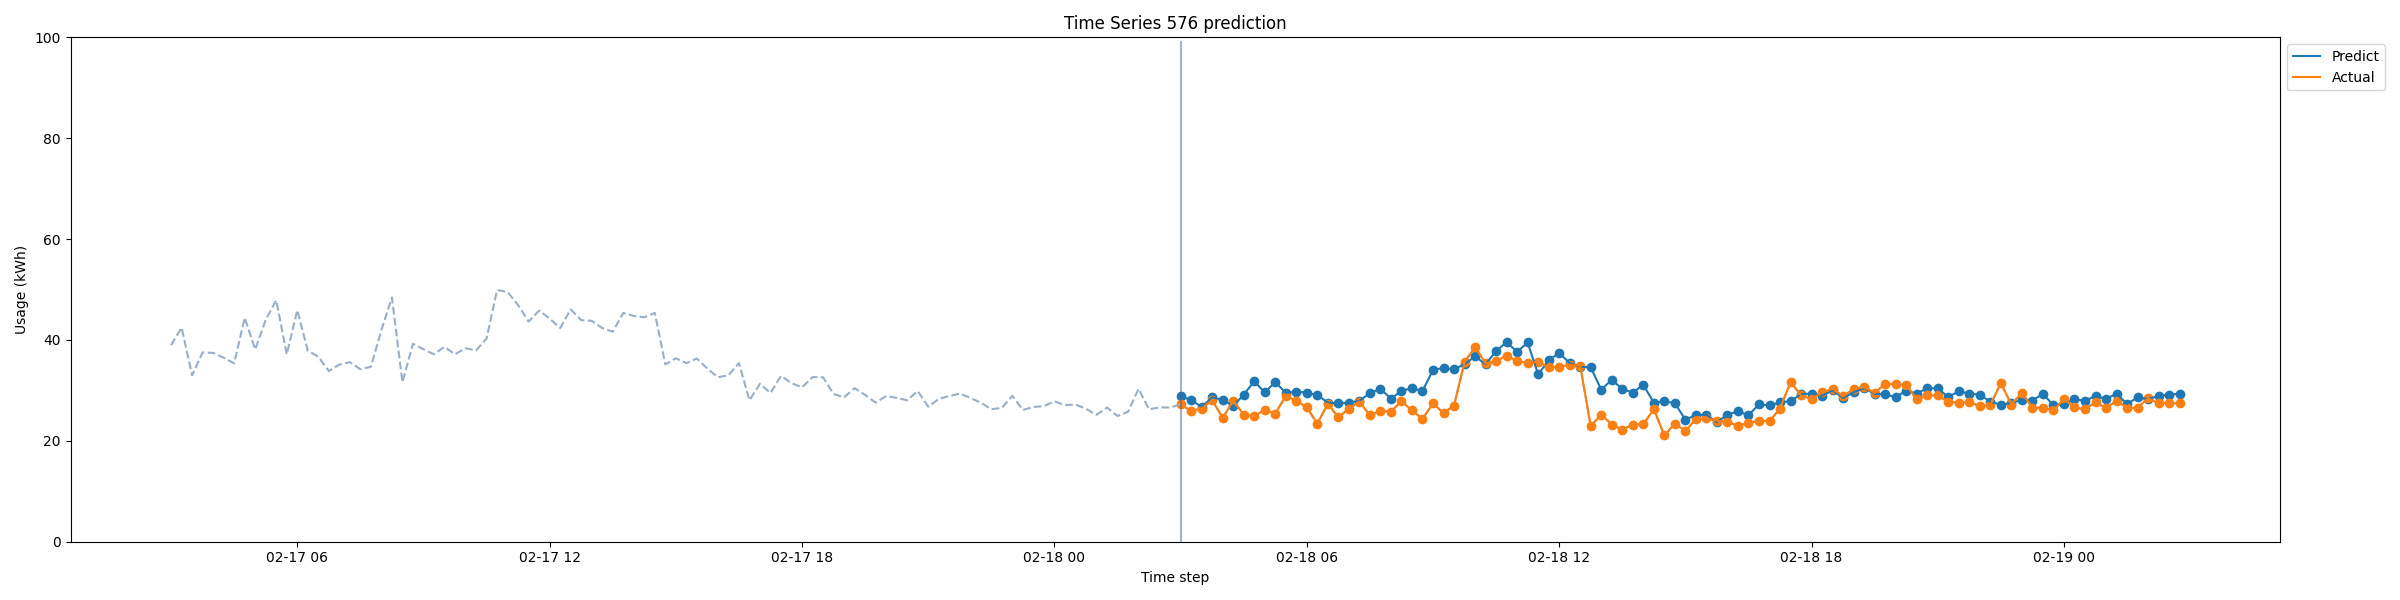 Time Series 576 prediction
Predict
Actual
Usage (kWh)
100
80
60
40
20
0
02-17 06
02-17 12
02-17 18
02-18 00
02-18 06
02-18 12
02-18 18
02-19 00
Time step